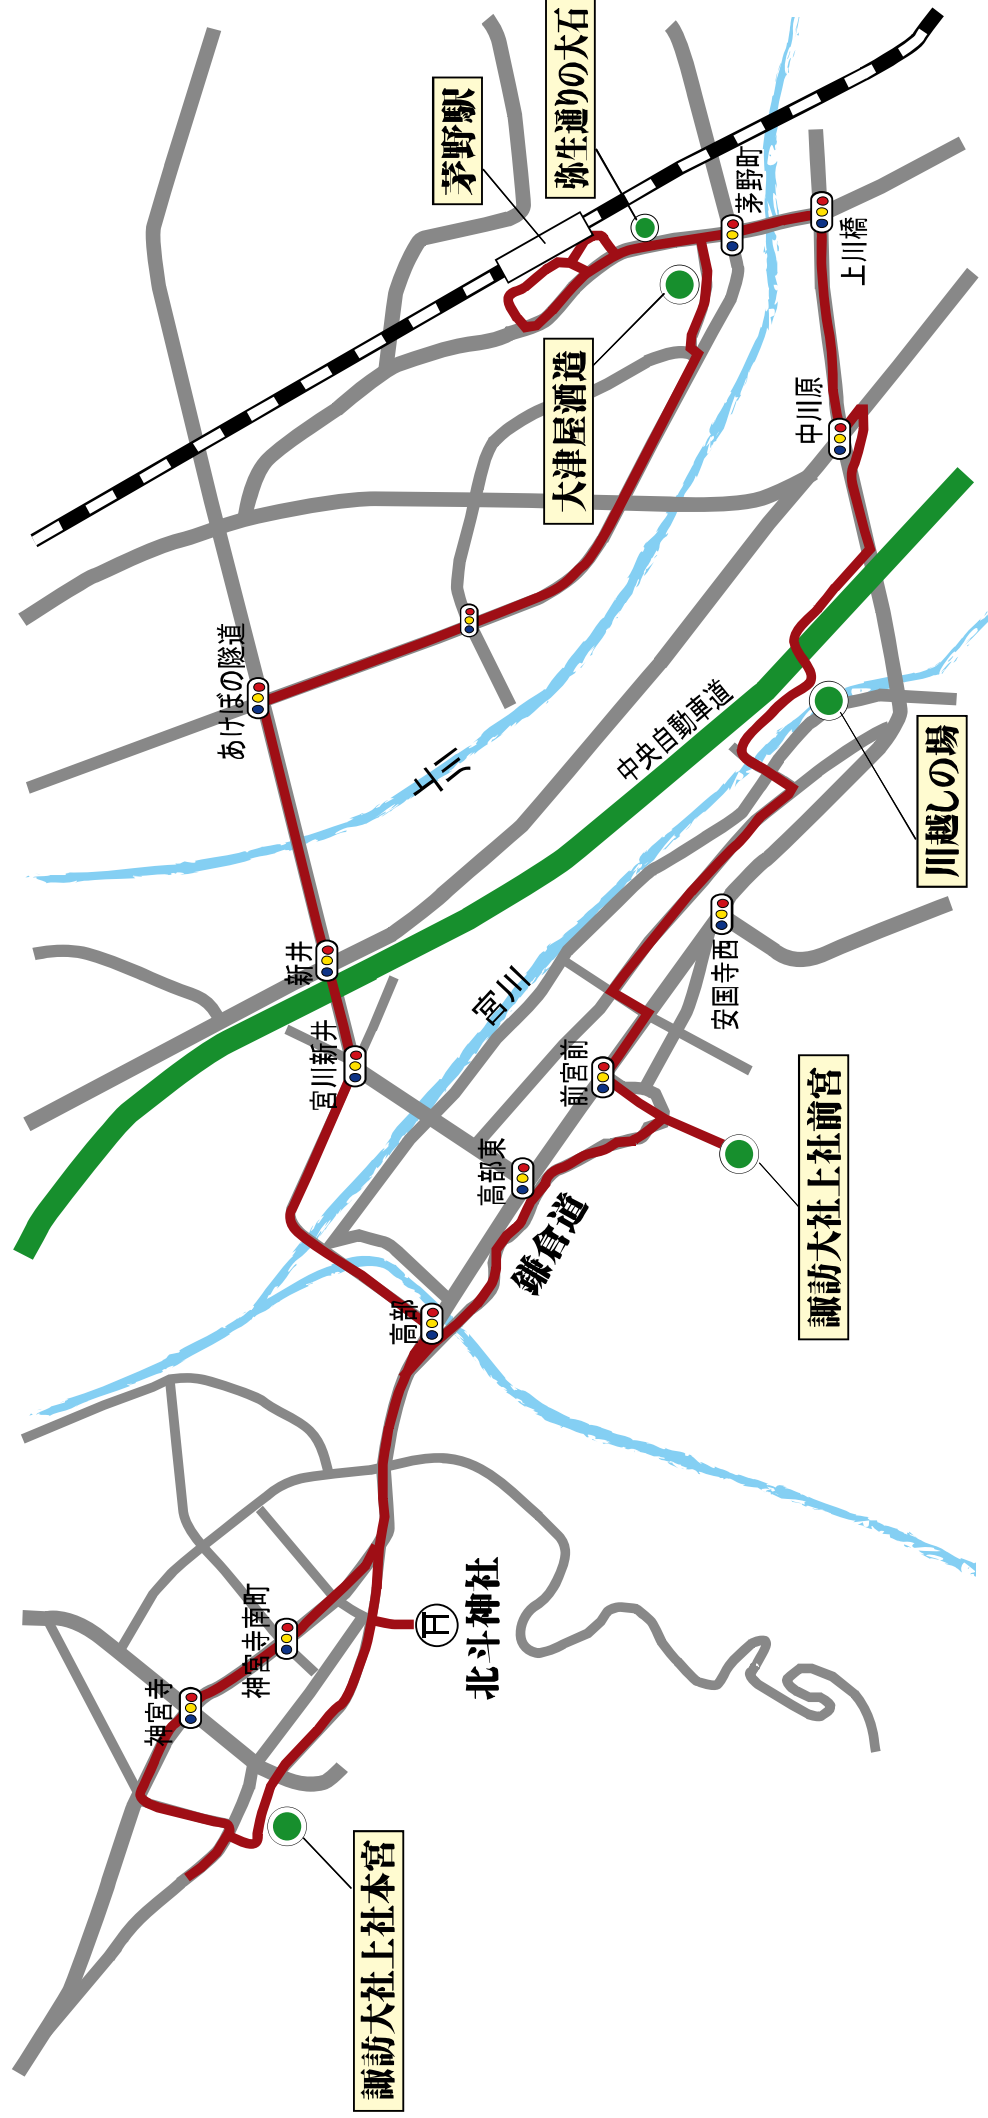 諏訪大社上社本宮
神宮寺
神宮寺南町
北斗神社
高部
高部東
鎌倉道
諏訪大社上社前宮
前宮前
宮川新井
新井
宮川
安国寺西
川越しの場
中央自動車道
上川
あけぼの隧道
大津屋酒造
中川原
上川橋
茅野町
弥生通りの大石
茅野駅